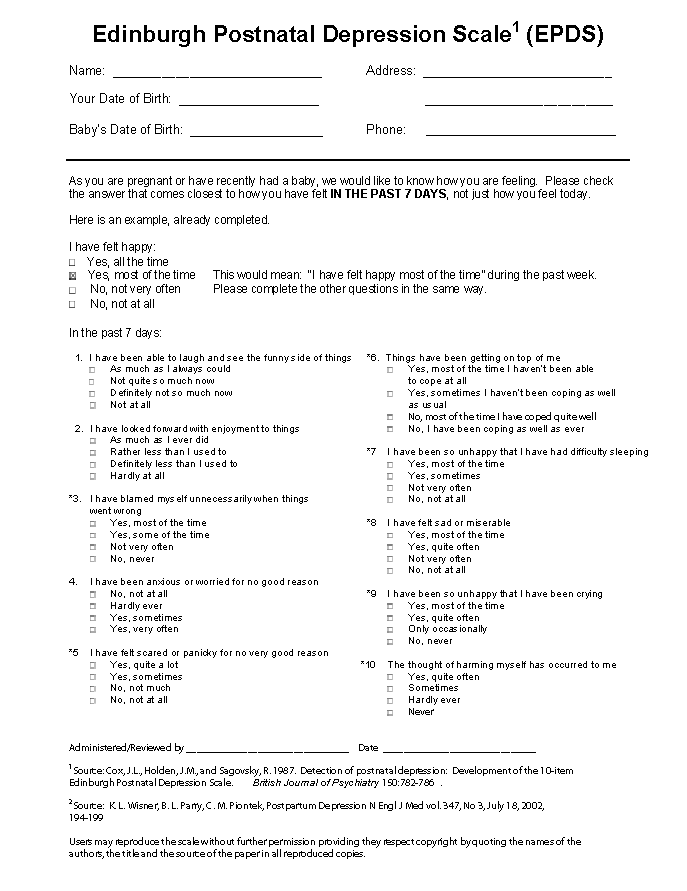 Edinburgh Postnatal Depression Scale1 (EPDS)
Name: ______________________________ Address: ___________________________
Your Date of Birth: ____________________ ___________________________
Baby's Date of Birth: ___________________ Phone: _________________________
As you are pregnant or have recently had a baby, we would like to know how you are feeling. Please check
the answer that comes closest to how you have felt IN THE PAST 7 DAYS, not just how you feel today.
Here is an example, already completed.
I have felt happy:
☐ Yes, all the time
☒ Yes, most of the time This would mean: "I have felt happy most of the time" during the past week.
☐ No, not very often Please complete the other questions in the same way.
☐ No, not at all
In the past 7 days:
1. I have been able to laugh and see the funny side of things
☐ As much as I always could
☐ Not quite so much now
☐ Definitely not so much now
☐ Not at all
2. I have looked forward with enjoyment to things
☐ As much as I ever did
☐ Rather less than I used to
☐ Definitely less than I used to
☐ Hardly at all
*3. I have blamed myself unnecessarily when things
went wrong
☐ Yes, most of the time
☐ Yes, some of the time
☐ Not very often
☐ No, never
4. I have been anxious or worried for no good reason
☐ No, not at all
☐ Hardly ever
☐ Yes, sometimes
☐ Yes, very often
*5 I have felt scared or panicky for no very good reason
☐ Yes, quite a lot
☐ Yes, sometimes
☐ No, not much
☐ No, not at all
*6. Things have been getting on top of me
☐ Yes, most of the time I haven't been able
to cope at all
☐ Yes, sometimes I haven't been coping as well
as usual
☐ No, most of the time I have coped quite well
☐ No, I have been coping as well as ever
*7 I have been so unhappy that I have had difficulty sleeping
☐ Yes, most of the time
☐ Yes, sometimes
☐ Not very often
☐ No, not at all
*8 I have felt sad or miserable
☐ Yes, most of the time
☐ Yes, quite often
☐ Not very often
☐ No, not at all
*9 I have been so unhappy that I have been crying
☐ Yes, most of the time
☐ Yes, quite often
☐ Only occasionally
☐ No, never
*10 The thought of harming myself has occurred to me
☐ Yes, quite often
☐ Sometimes
☐ Hardly ever
☐ Never
Administered/Reviewed by ________________________________ Date ______________________________
1Source: Cox, J.L., Holden, J.M., and Sagovsky, R. 1987. Detection of postnatal depression: Development of the 10-item
Edinburgh Postnatal Depression Scale. British Journal of Psychiatry 150:782-786 .
2Source: K. L. Wisner, B. L. Parry, C. M. Piontek, Postpartum Depression N Engl J Med vol. 347, No 3, July 18, 2002,
194-199
Users may reproduce the scale without further permission providing they respect copyright by quoting the names of the
authors, the title and the source of the paper in all reproduced copies.